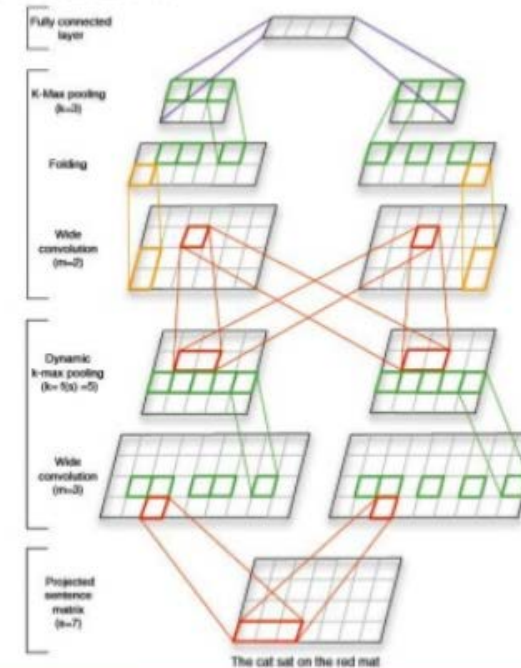 Fully connected
layer
K-Max pooling
(k=3)
Folding
Wide
convolution
(m=2)
Dynamic
k-max pooling
(k= f(s) =5)
Wide
convolution
(m=3)
Projected
sentence
matrix
(s=7)
The cat sat on the red mat